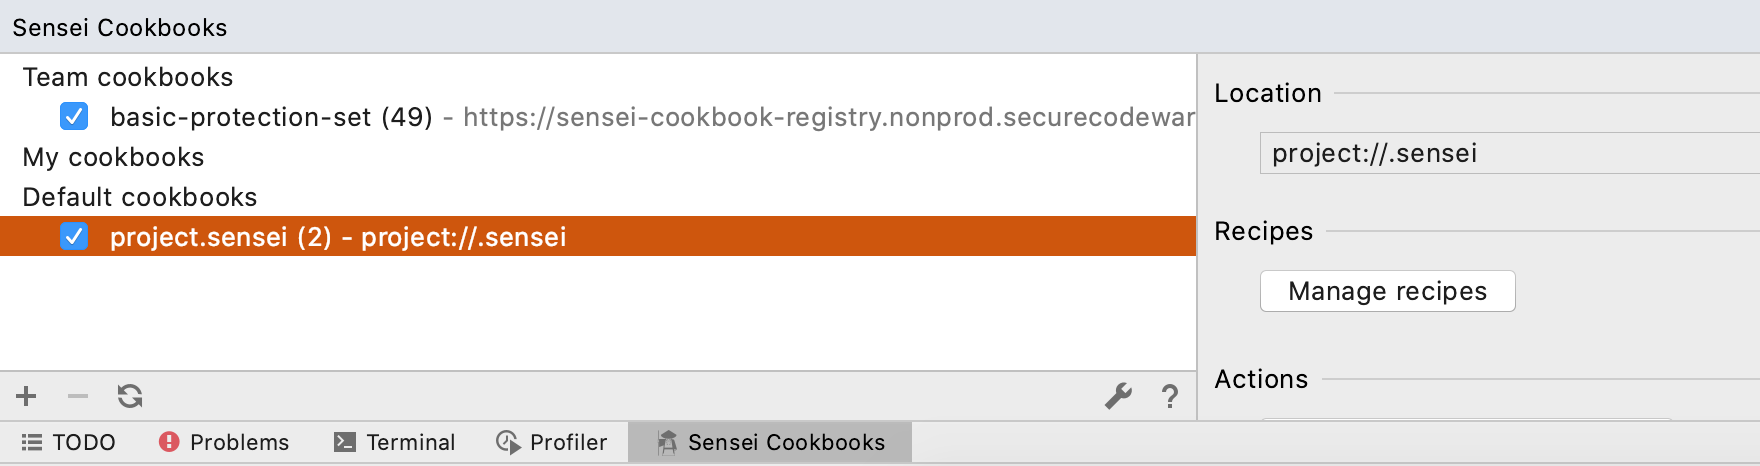 Sensei Cookbooks
Team cookbooks
basic-protection-set (49) - https://sensei-cookbook-registry.nonprod.securecodewar
My cookbooks
Default cookbooks
project.sensei (2) - project://.sensei
Location
project://.sensei
Recipes
Manage recipes
Actions
TODO
Problems
Terminal
Profiler
Sensei Cookbooks